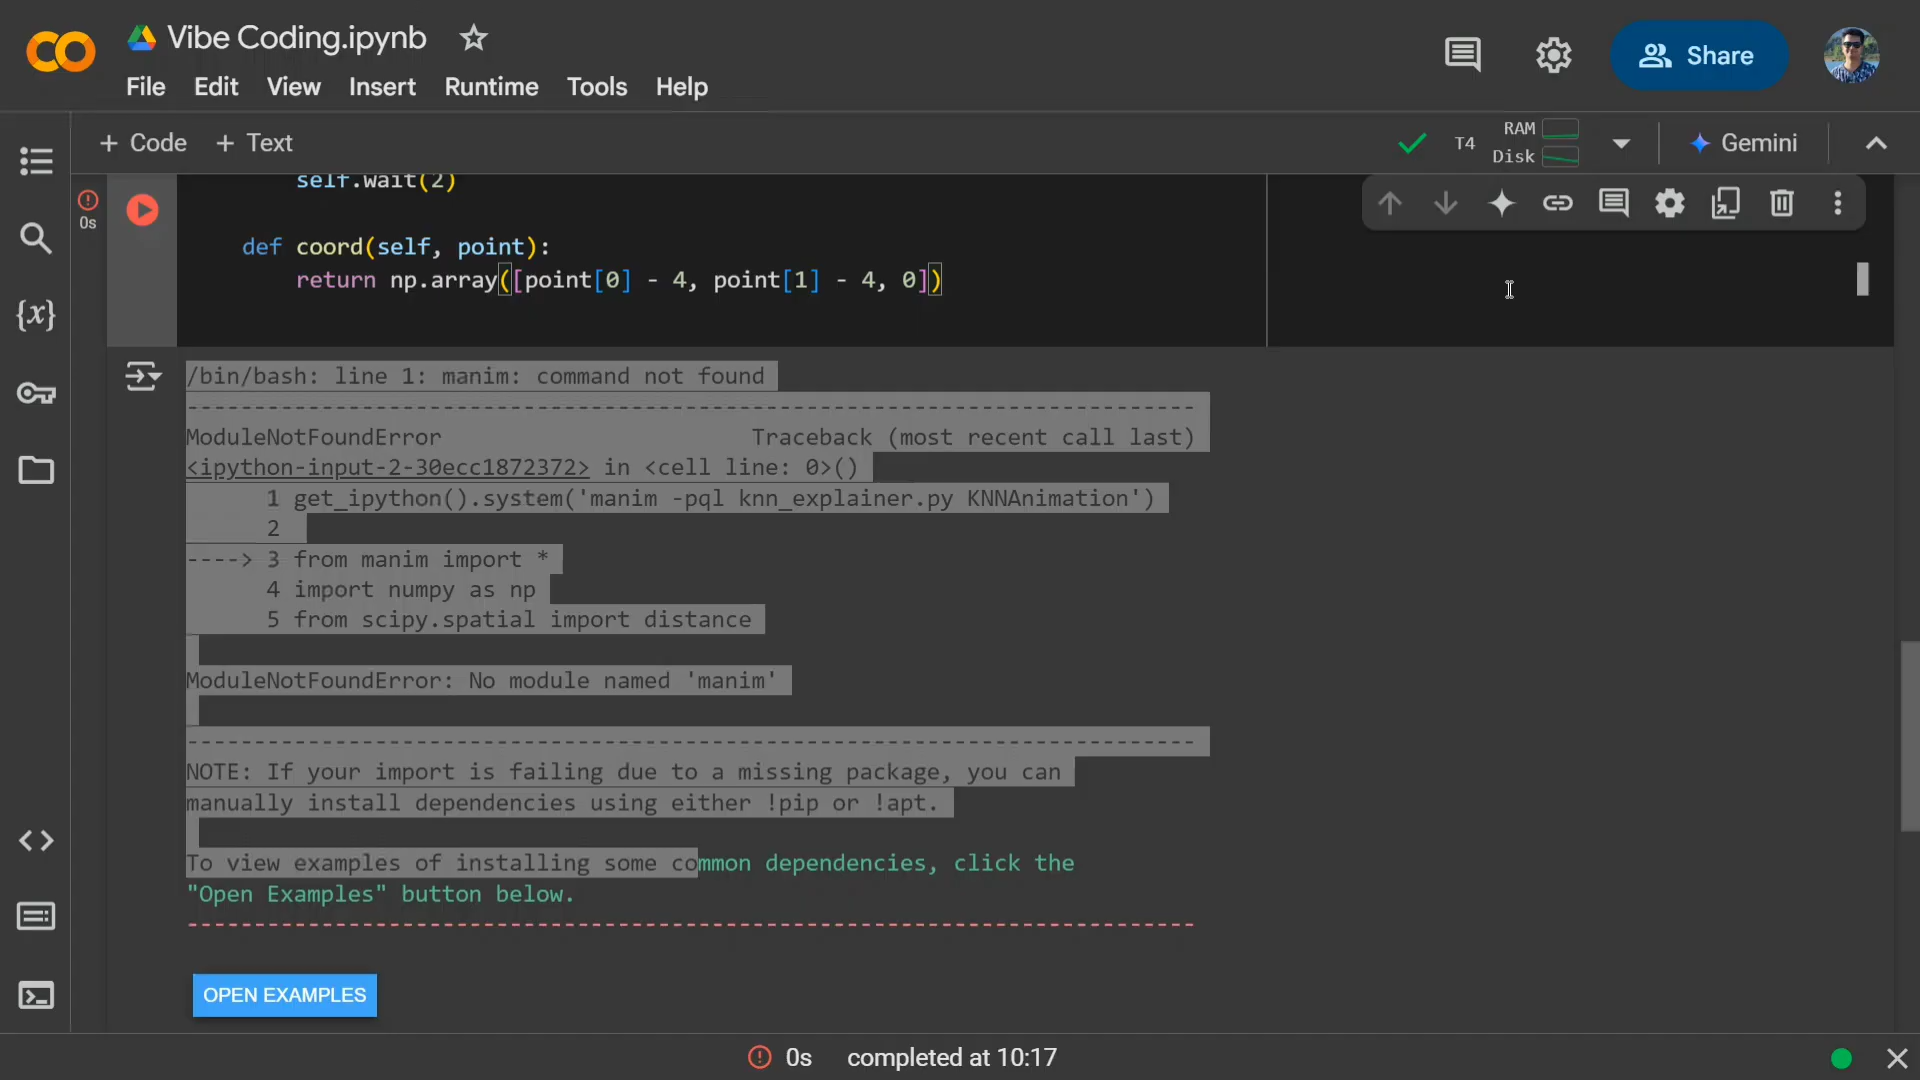 Vibe Coding.ipynb
File Edit View Insert Runtime Tools Help
Share
+ Code + Text
T4
RAM
Disk
Gemini
0s
self.wait(2)
def coord(self, point):
return np.array([point[0] - 4, point[1] - 4, 0])
/bin/bash: line 1: manim: command not found
---------------------------------------------------------------------------
ModuleNotFoundError Traceback (most recent call last)
<ipython-input-2-30ecc1872372> in <cell line: 0>()
1 get_ipython().system('manim -pql knn_explainer.py KNNAnimation')
2
----> 3 from manim import *
4 import numpy as np
5 from scipy.spatial import distance
ModuleNotFoundError: No module named 'manim'
---------------------------------------------------------------------------
NOTE: If your import is failing due to a missing package, you can
manually install dependencies using either !pip or !apt.
To view examples of installing some common dependencies, click the
"Open Examples" button below.
---------------------------------------------------------------------------
OPEN EXAMPLES
0s completed at 10:17